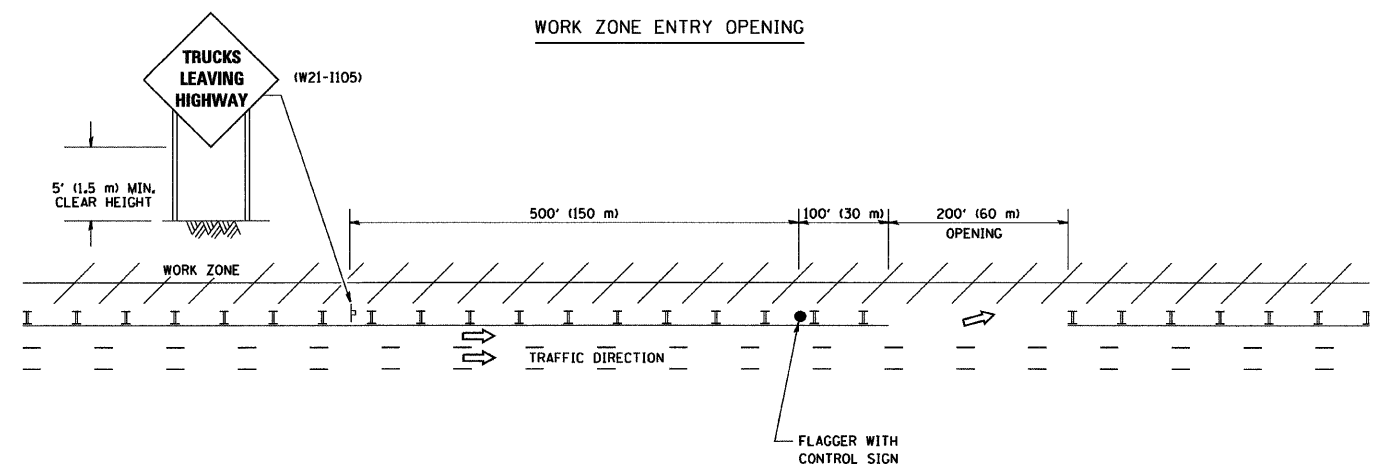 WORK ZONE ENTRY OPENING
TRUCKS
LEAVING
HIGHWAY
(W21-I105)
5' (1.5 m) MIN.
CLEAR HEIGHT
500' (150 m)
100' (30 m)
200' (60 m)
OPENING
WORK ZONE
TRAFFIC DIRECTION
FLAGGER WITH
CONTROL SIGN